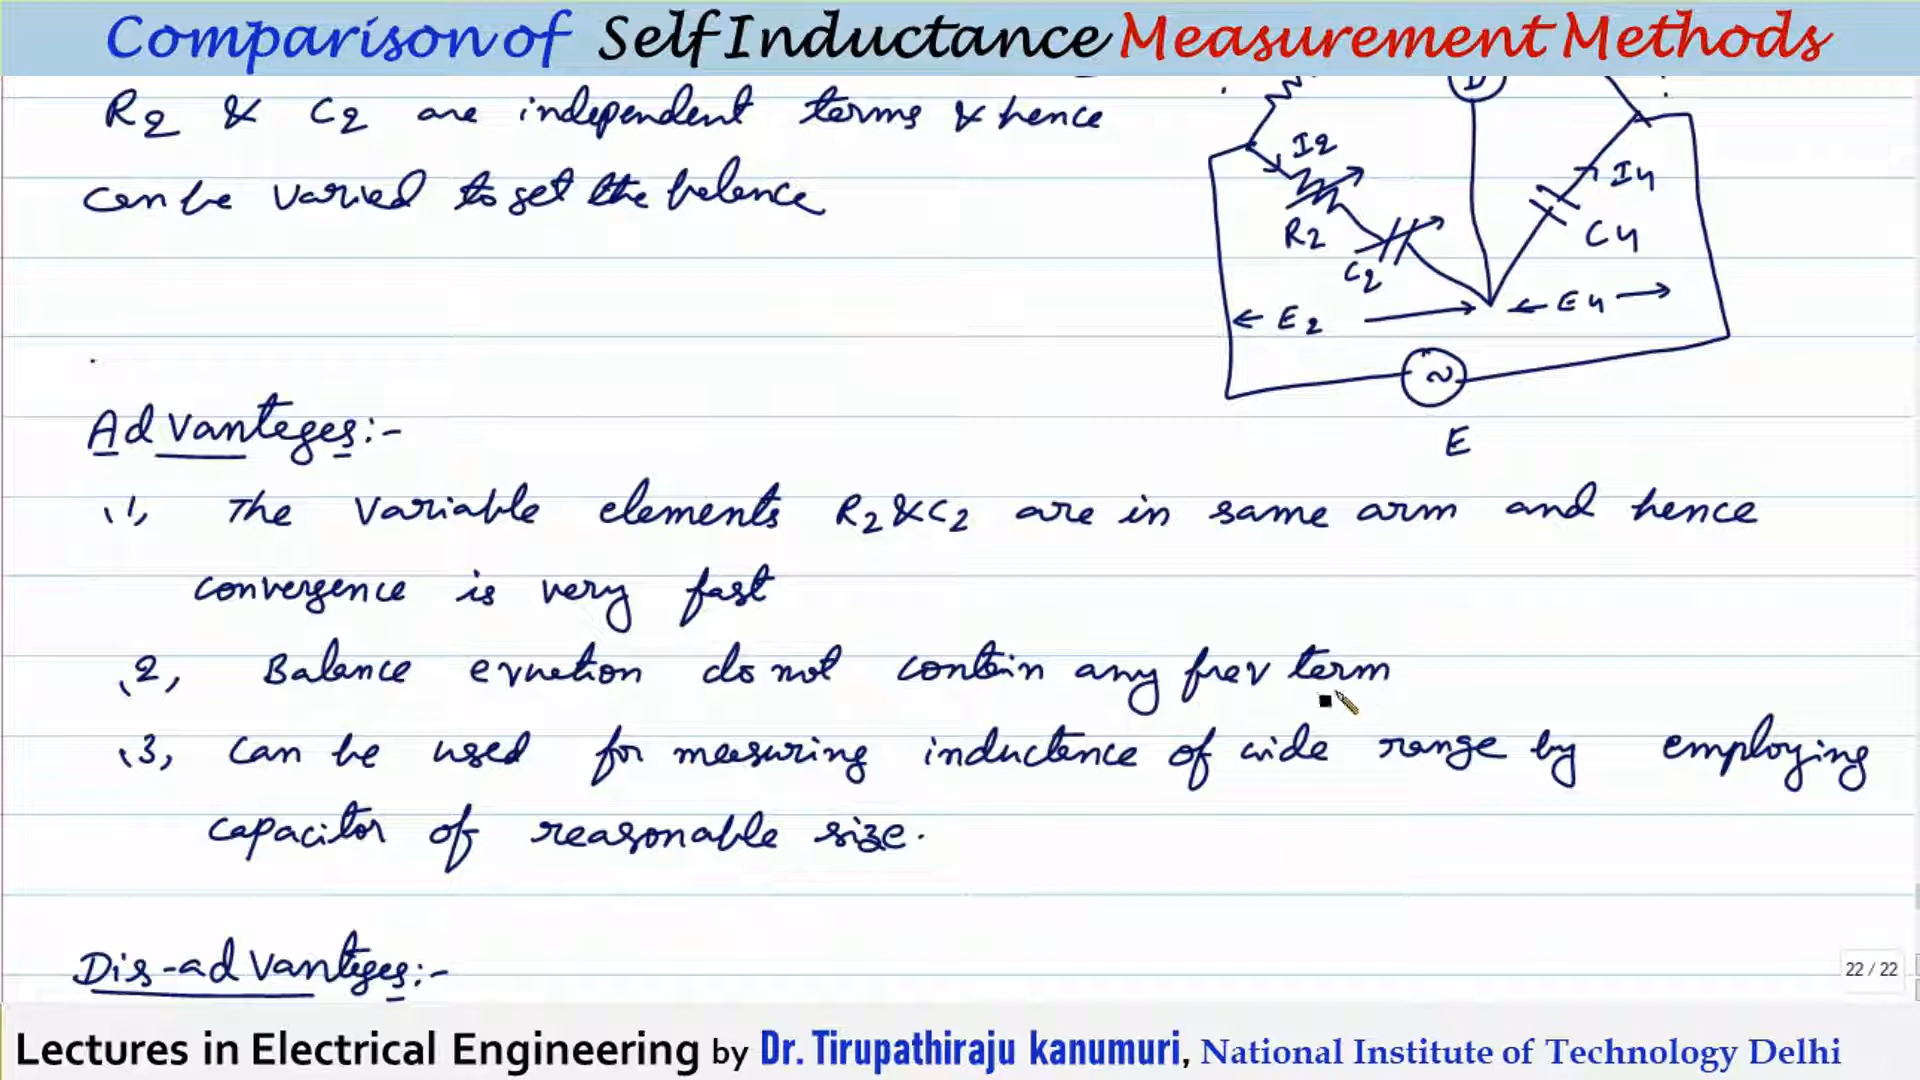 Comparison of Self Inductance Measurement Methods
R2 & C2 are independent terms & hence
can be varied to get the balance
D
I2
R2
C2
I4
C4
← E2 →
← E4 →
E
Advantages:-
(1) The variable elements R2 & C2 are in same arm and hence
convergence is very fast
(2) Balance equation do not contain any freq term
(3) Can be used for measuring inductance of wide range by employing
capacitor of reasonable size.
Dis-advantages:-
22 / 22
Lectures in Electrical Engineering by Dr. Tirupathiraju kanumuri, National Institute of Technology Delhi